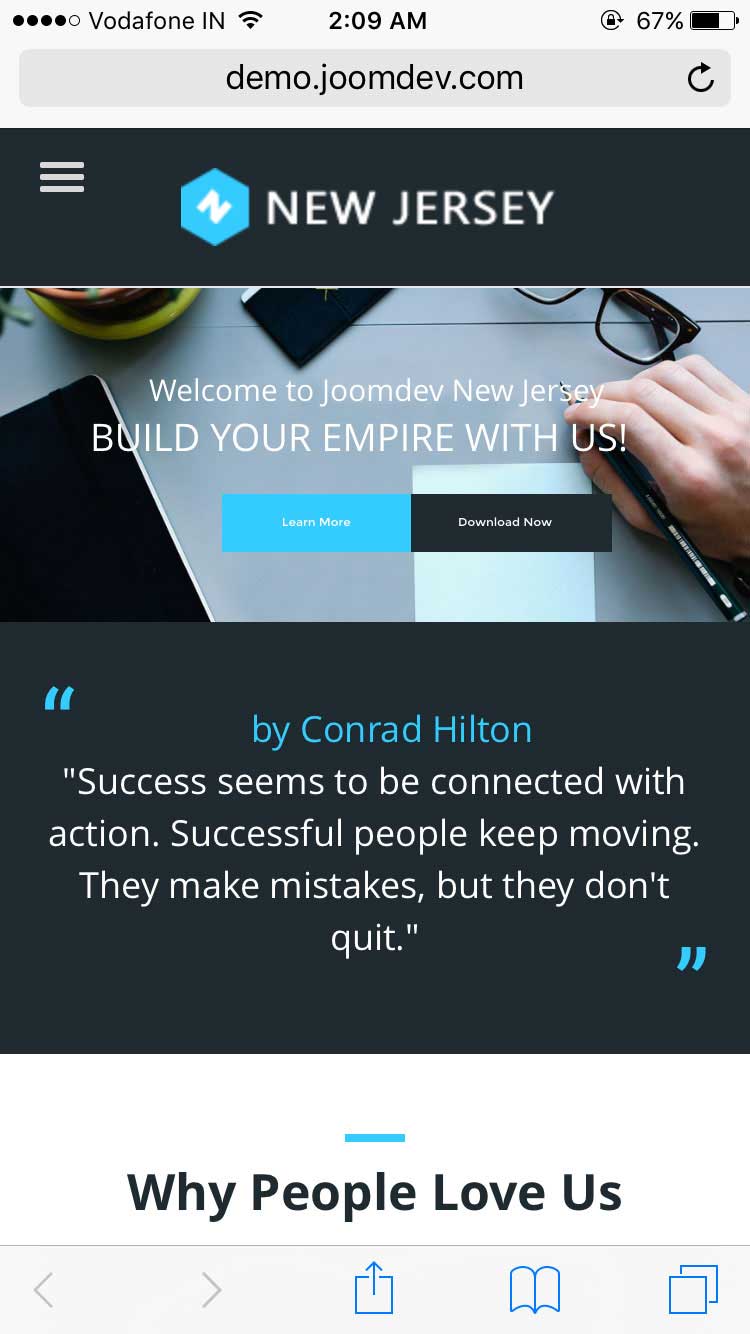 Vodafone IN 2:09 AM 67%
demo.joomdev.com
NEW JERSEY
Welcome to Joomdev New Jersey
BUILD YOUR EMPIRE WITH US!
Learn More Download Now
“
by Conrad Hilton
"Success seems to be connected with
action. Successful people keep moving.
They make mistakes, but they don't
quit."
”
Why People Love Us